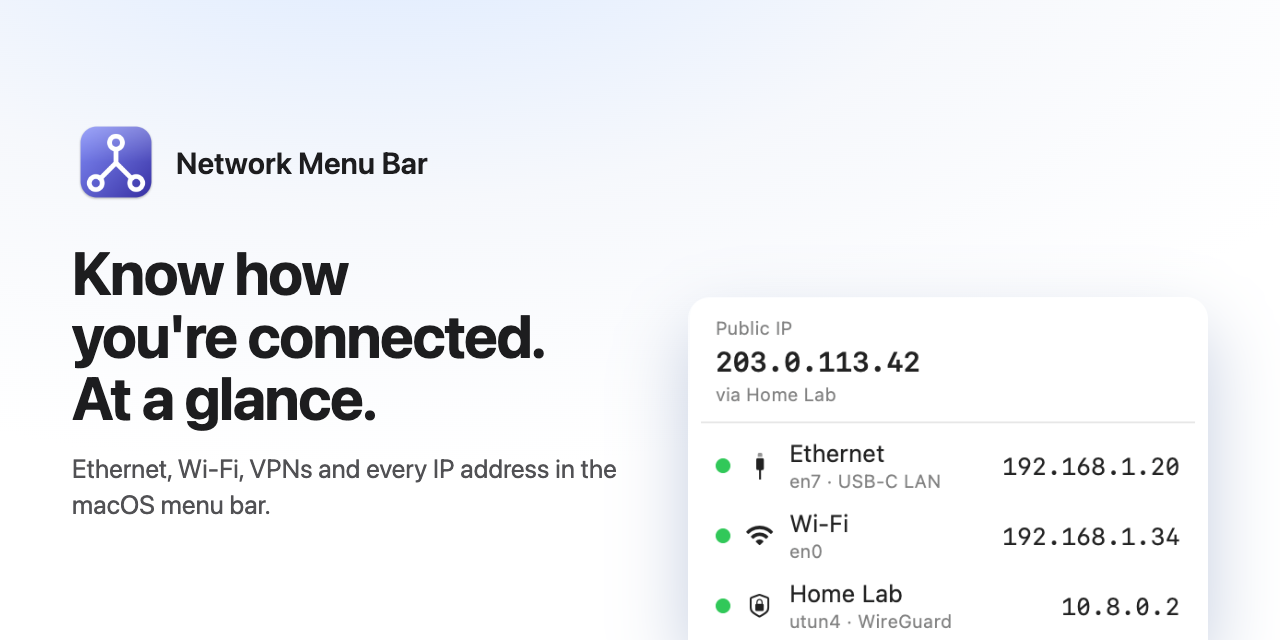 Network Menu Bar
Know how
you're connected.
At a glance.
Ethernet, Wi-Fi, VPNs and every IP address in the
macOS menu bar.
Public IP
203.0.113.42
via Home Lab
Ethernet
en7 · USB-C LAN
192.168.1.20
Wi-Fi
en0
192.168.1.34
Home Lab
utun4 · WireGuard
10.8.0.2